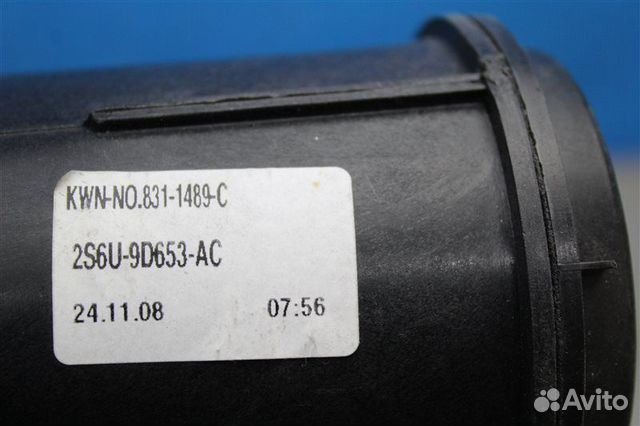 KWN-NO.831-1489-C
2S6U-9D653-AC
24.11.08 07:56
Avito